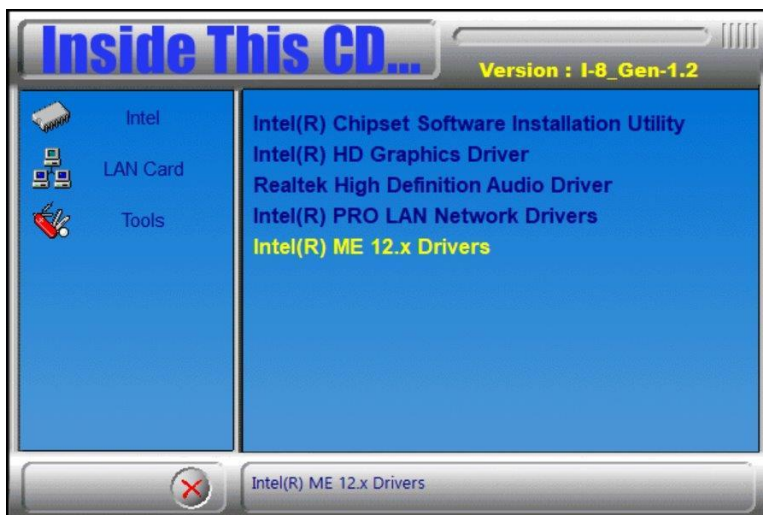 Inside This CD...
Version : I-8_Gen-1.2
Intel
LAN Card
Tools
Intel(R) Chipset Software Installation Utility
Intel(R) HD Graphics Driver
Realtek High Definition Audio Driver
Intel(R) PRO LAN Network Drivers
Intel(R) ME 12.x Drivers
Intel(R) ME 12.x Drivers